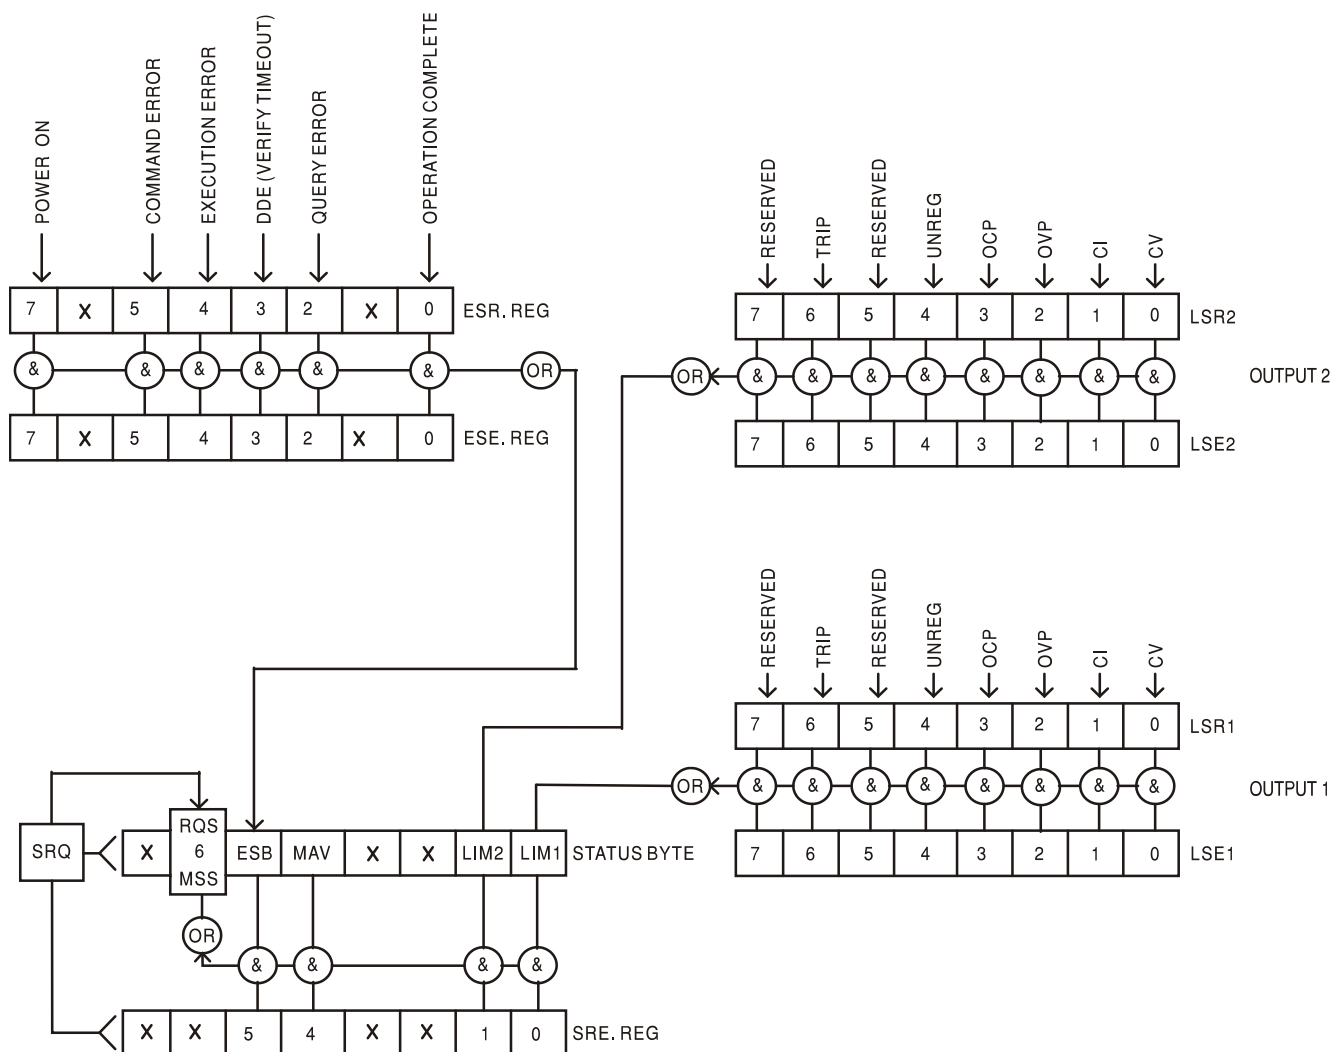 POWER ON
COMMAND ERROR
EXECUTION ERROR
DDE (VERIFY TIMEOUT)
QUERY ERROR
OPERATION COMPLETE
7 X 5 4 3 2 X 0 ESR. REG
& & & & & & OR
7 X 5 4 3 2 X 0 ESE. REG
RESERVED
TRIP
RESERVED
UNREG
OCP
OVP
CI
CV
7 6 5 4 3 2 1 0 LSR2
OR & & & & & & & & OUTPUT 2
7 6 5 4 3 2 1 0 LSE2
RESERVED
TRIP
RESERVED
UNREG
OCP
OVP
CI
CV
7 6 5 4 3 2 1 0 LSR1
OR & & & & & & & & OUTPUT 1
7 6 5 4 3 2 1 0 LSE1
RQS
SRQ X 6 ESB MAV X X LIM2 LIM1 STATUS BYTE
MSS
OR
& & & &
X X 5 4 X X 1 0 SRE. REG